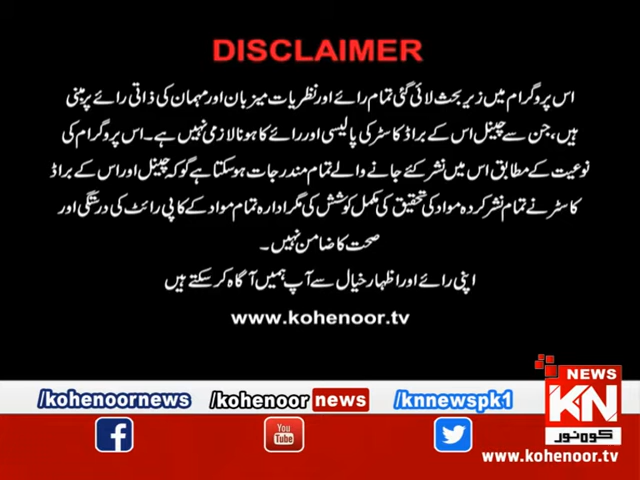 DISCLAIMER
اس پروگرام میں زیرِ بحث لائی گئی تمام رائے اور نظریات میزبان اور مہمان کی ذاتی رائے پر مبنی
ہیں، جن سے چینل اس کے براڈ کاسٹر کی پالیسی اور رائے کا ہونا لازمی نہیں ہے۔ اس پروگرام کی
نوعیت کے مطابق اس میں نشر کئے جانے والے تمام مندرجات ہوسکتا ہے گو کہ چینل اور اس کے براڈ
کاسٹر نے تمام نشر کردہ مواد کی تحقیق کی مکمل کوشش کی مگر ادارہ تمام مواد کے کاپی رائٹ کی درستگی اور
صحت کا ضامن نہیں۔
اپنی رائے اور اظہار خیال سے آپ ہمیں آگاہ کر سکتے ہیں
www.kohenoor.tv
/kohenoornews /kohenoor news /knnewspk1
f You Tube
NEWS
KN
کوہ نور
www.kohenoor.tv